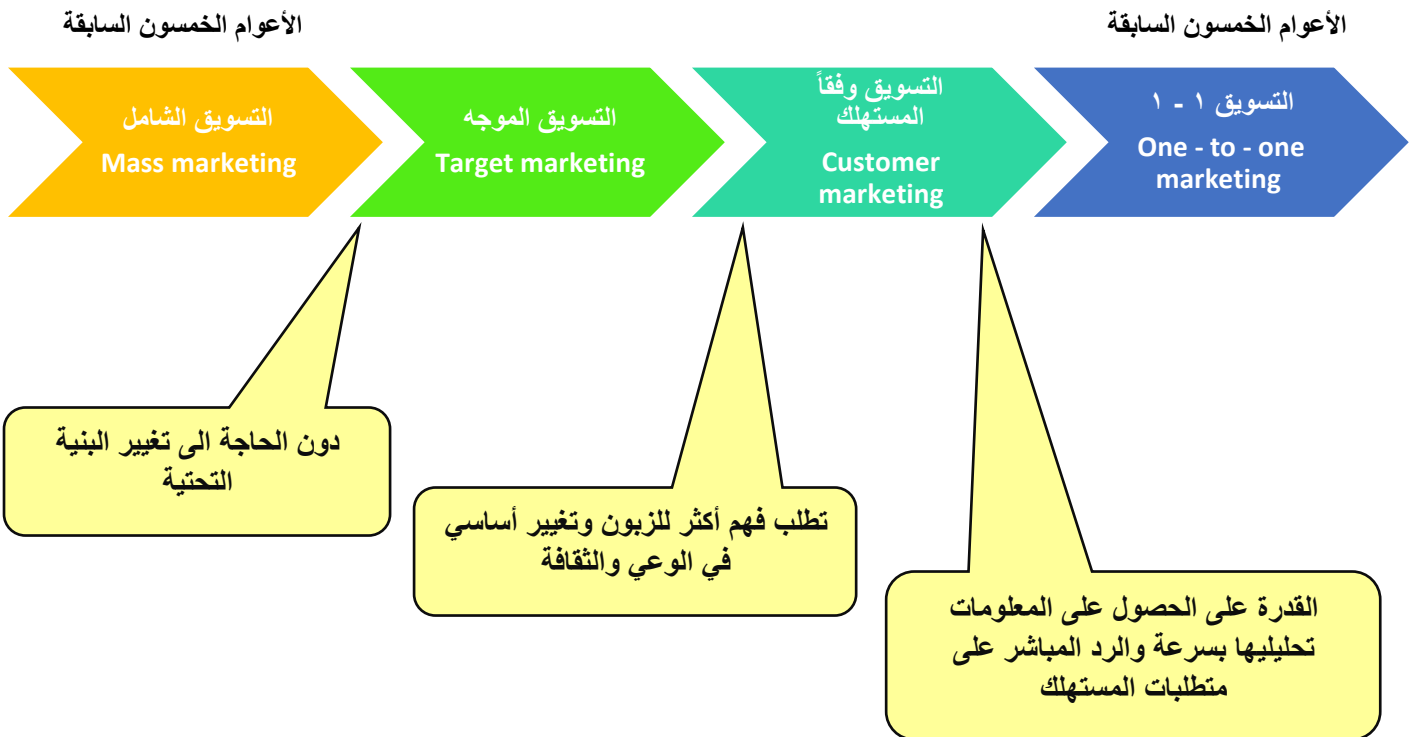 الأعوام الخمسون السابقة
الأعوام الخمسون السابقة
التسويق الشامل
Mass marketing
التسويق الموجه
Target marketing
التسويق وفقاً
المستهلك
Customer
marketing
التسويق ١ - ١
One - to - one
marketing
دون الحاجة الى تغيير البنية
التحتية
تطلب فهم أكثر للزبون وتغيير أساسي
في الوعي والثقافة
القدرة على الحصول على المعلومات
تحليليها بسرعة والرد المباشر على
متطلبات المستهلك